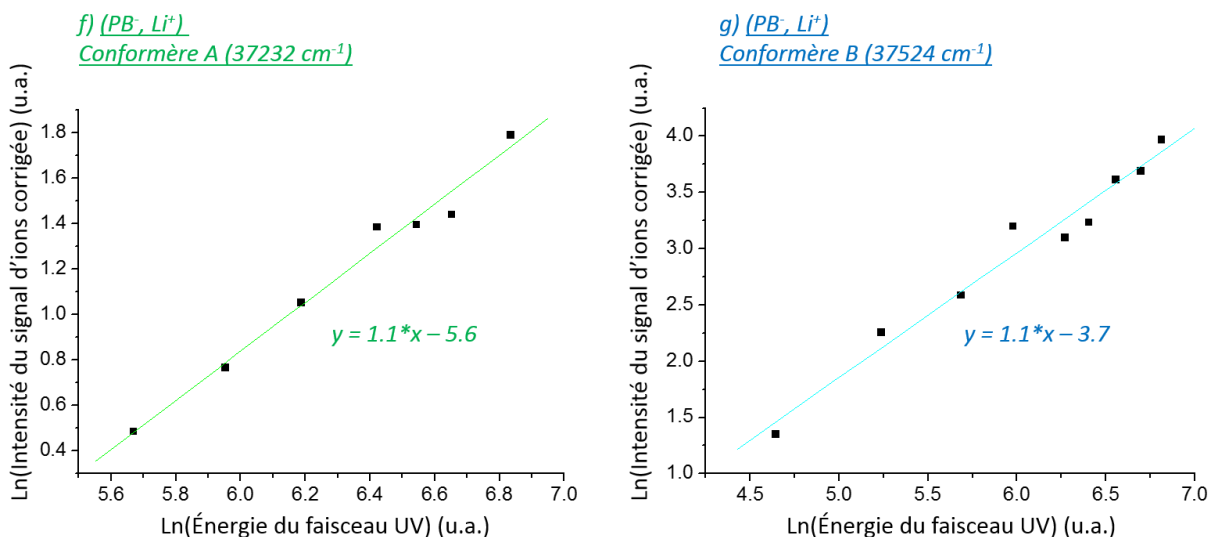 f) (PB⁻, Li⁺)
Conformère A (37232 cm⁻¹)
Ln(Intensité du signal d'ions corrigée) (u.a.)
1.8
1.6
1.4
1.2
1.0
0.8
0.6
0.4
y = 1.1*x – 5.6
5.6
5.8
6.0
6.2
6.4
6.6
6.8
7.0
Ln(Énergie du faisceau UV) (u.a.)
g) (PB⁻, Li⁺)
Conformère B (37524 cm⁻¹)
Ln(Intensité du signal d'ions corrigée) (u.a.)
4.0
3.5
3.0
2.5
2.0
1.5
1.0
y = 1.1*x – 3.7
4.5
5.0
5.5
6.0
6.5
7.0
Ln(Énergie du faisceau UV) (u.a.)